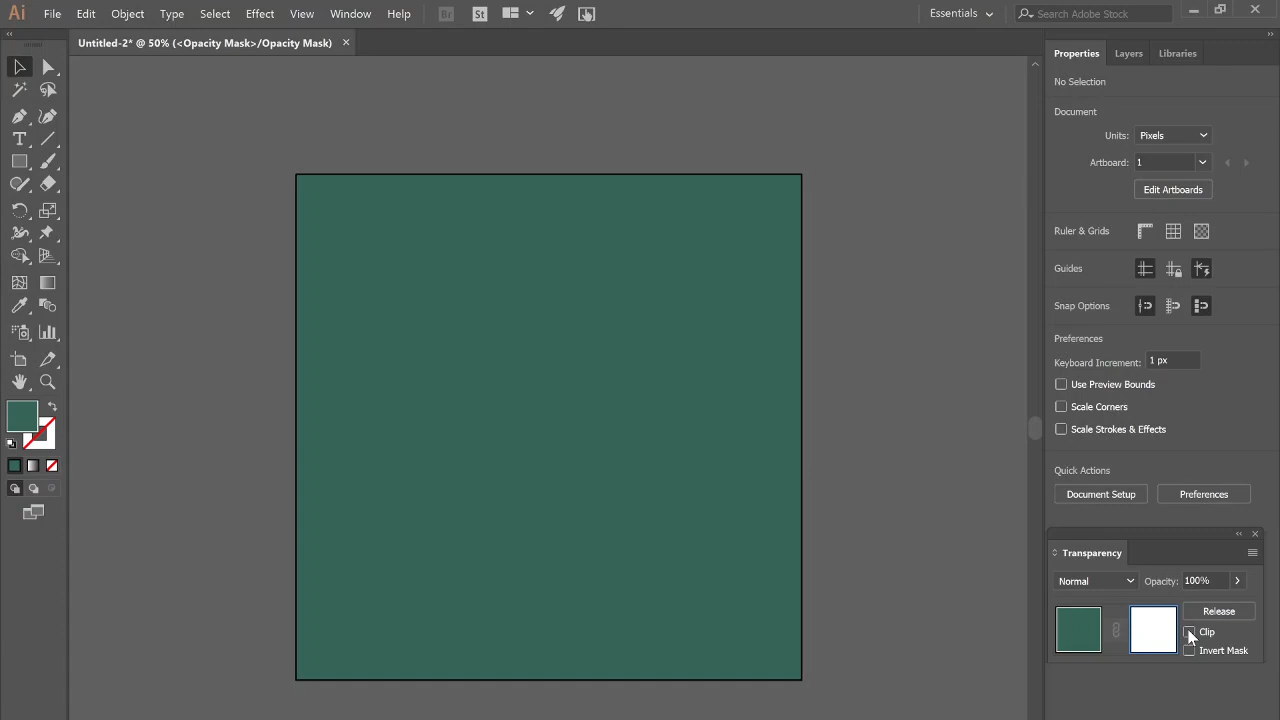 Ai File Edit Object Type Select Effect View Window Help Br St Essentials Search Adobe Stock
Untitled-2* @ 50% (<Opacity Mask>/Opacity Mask)
Properties Layers Libraries
No Selection
Document
Units: Pixels
Artboard: 1
Edit Artboards
Ruler & Grids
Guides
Snap Options
Preferences
Keyboard Increment: 1 px
Use Preview Bounds
Scale Corners
Scale Strokes & Effects
Quick Actions
Document Setup Preferences
Transparency
Normal Opacity: 100%
Release
Clip
Invert Mask